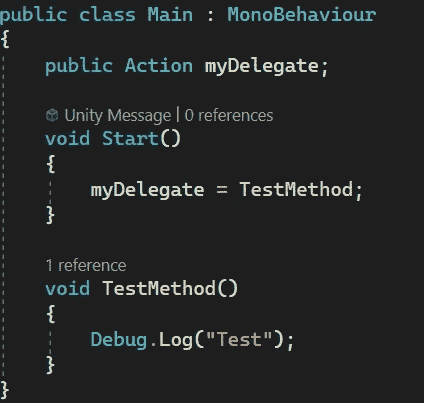 public class Main : MonoBehaviour
{
public Action myDelegate;
Unity Message | 0 references
void Start()
{
myDelegate = TestMethod;
}
1 reference
void TestMethod()
{
Debug.Log("Test");
}
}